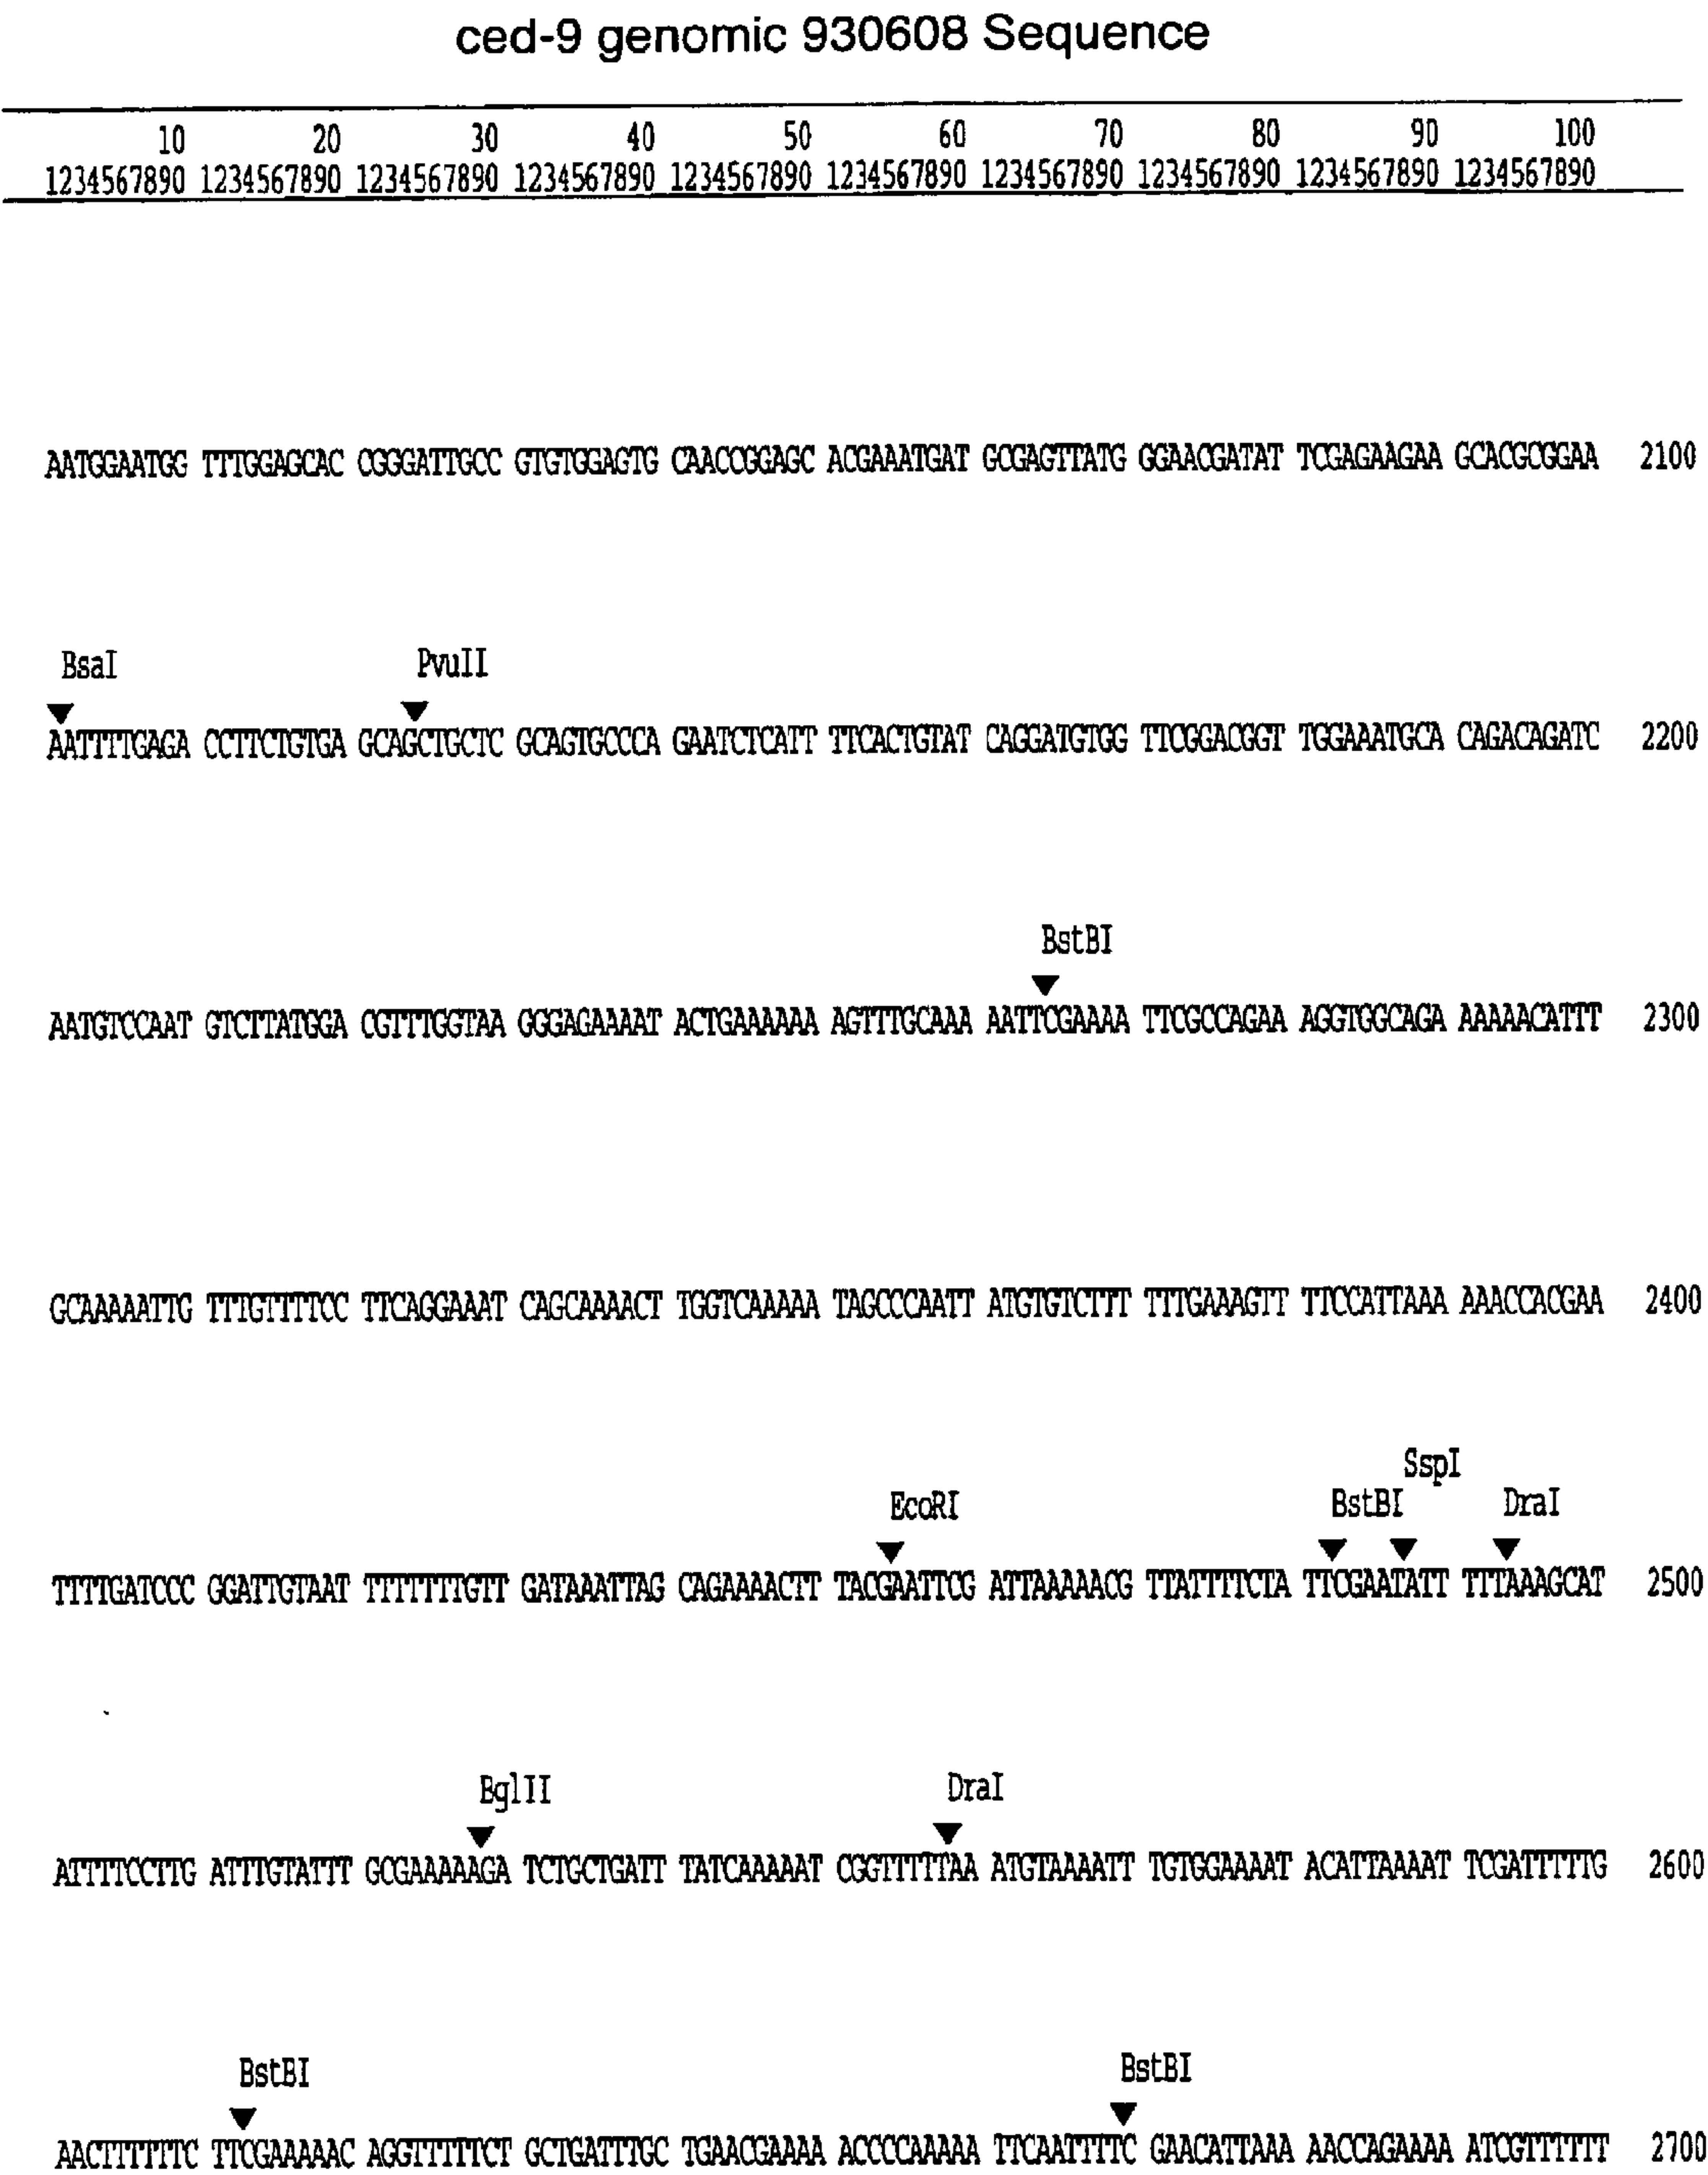 ced-9 genomic 930608 Sequence
10 20 30 40 50 60 70 80 90 100
1234567890 1234567890 1234567890 1234567890 1234567890 1234567890 1234567890 1234567890 1234567890 1234567890
AATGGAATGG TTTGGAGCAC CGGGATTGCC GTGTGGAGTG CAACCGGAGC ACGAAATGAT GCGAGTTATG GGAACGATAT TCGAGAAGAA GCACGCGGAA 2100
BsaI PvuII
AATTTTGAGA CCTTCTGTGA GCAGCTGCTC GCAGTGCCCA GAATCTCATT TTCACTGTAT CAGGATGTGG TTCGGACGGT TGGAAATGCA CAGACAGATC 2200
BstBI
AATGTCCAAT GTCTTATGGA CGTTTGGTAA GGGAGAAAAT ACTGAAAAAA AGTTTGCAAA AATTCGAAAA TTCGCCAGAA AGGTGGCAGA AAAAACATTT 2300
GCAAAAATTG TTTGTTTTCC TTCAGGAAAT CAGCAAAACT TGGTCAAAAA TAGCCCAATT ATGTGTCTTT TTTGAAAGTT TTCCATTAAA AAACCACGAA 2400
SspI
EcoRI BstBI DraI
TTTTGATCCC GGATTGTAAT TTTTTTTGTT GATAAATTAG CAGAAAACTT TACGAATTCG ATTAAAAACG TTATTTTCTA TTCGAATATT TTTAAAGCAT 2500
BglII DraI
ATTTTCCTTG ATTTGTATTT GCGAAAAAGA TCTGCTGATT TATCAAAAAT CGGTTTTTAA ATGTAAAATT TGTGGAAAAT ACATTAAAAT TCGATTTTTG 2600
BstBI BstBI
AACTTTTTTC TTCGAAAAAC AGGTTTTTCT GCTGATTTGC TGAACGAAAA ACCCCAAAAA TTCAATTTTC GAACATTAAA AACCAGAAAA ATCGTTTTTT 2700